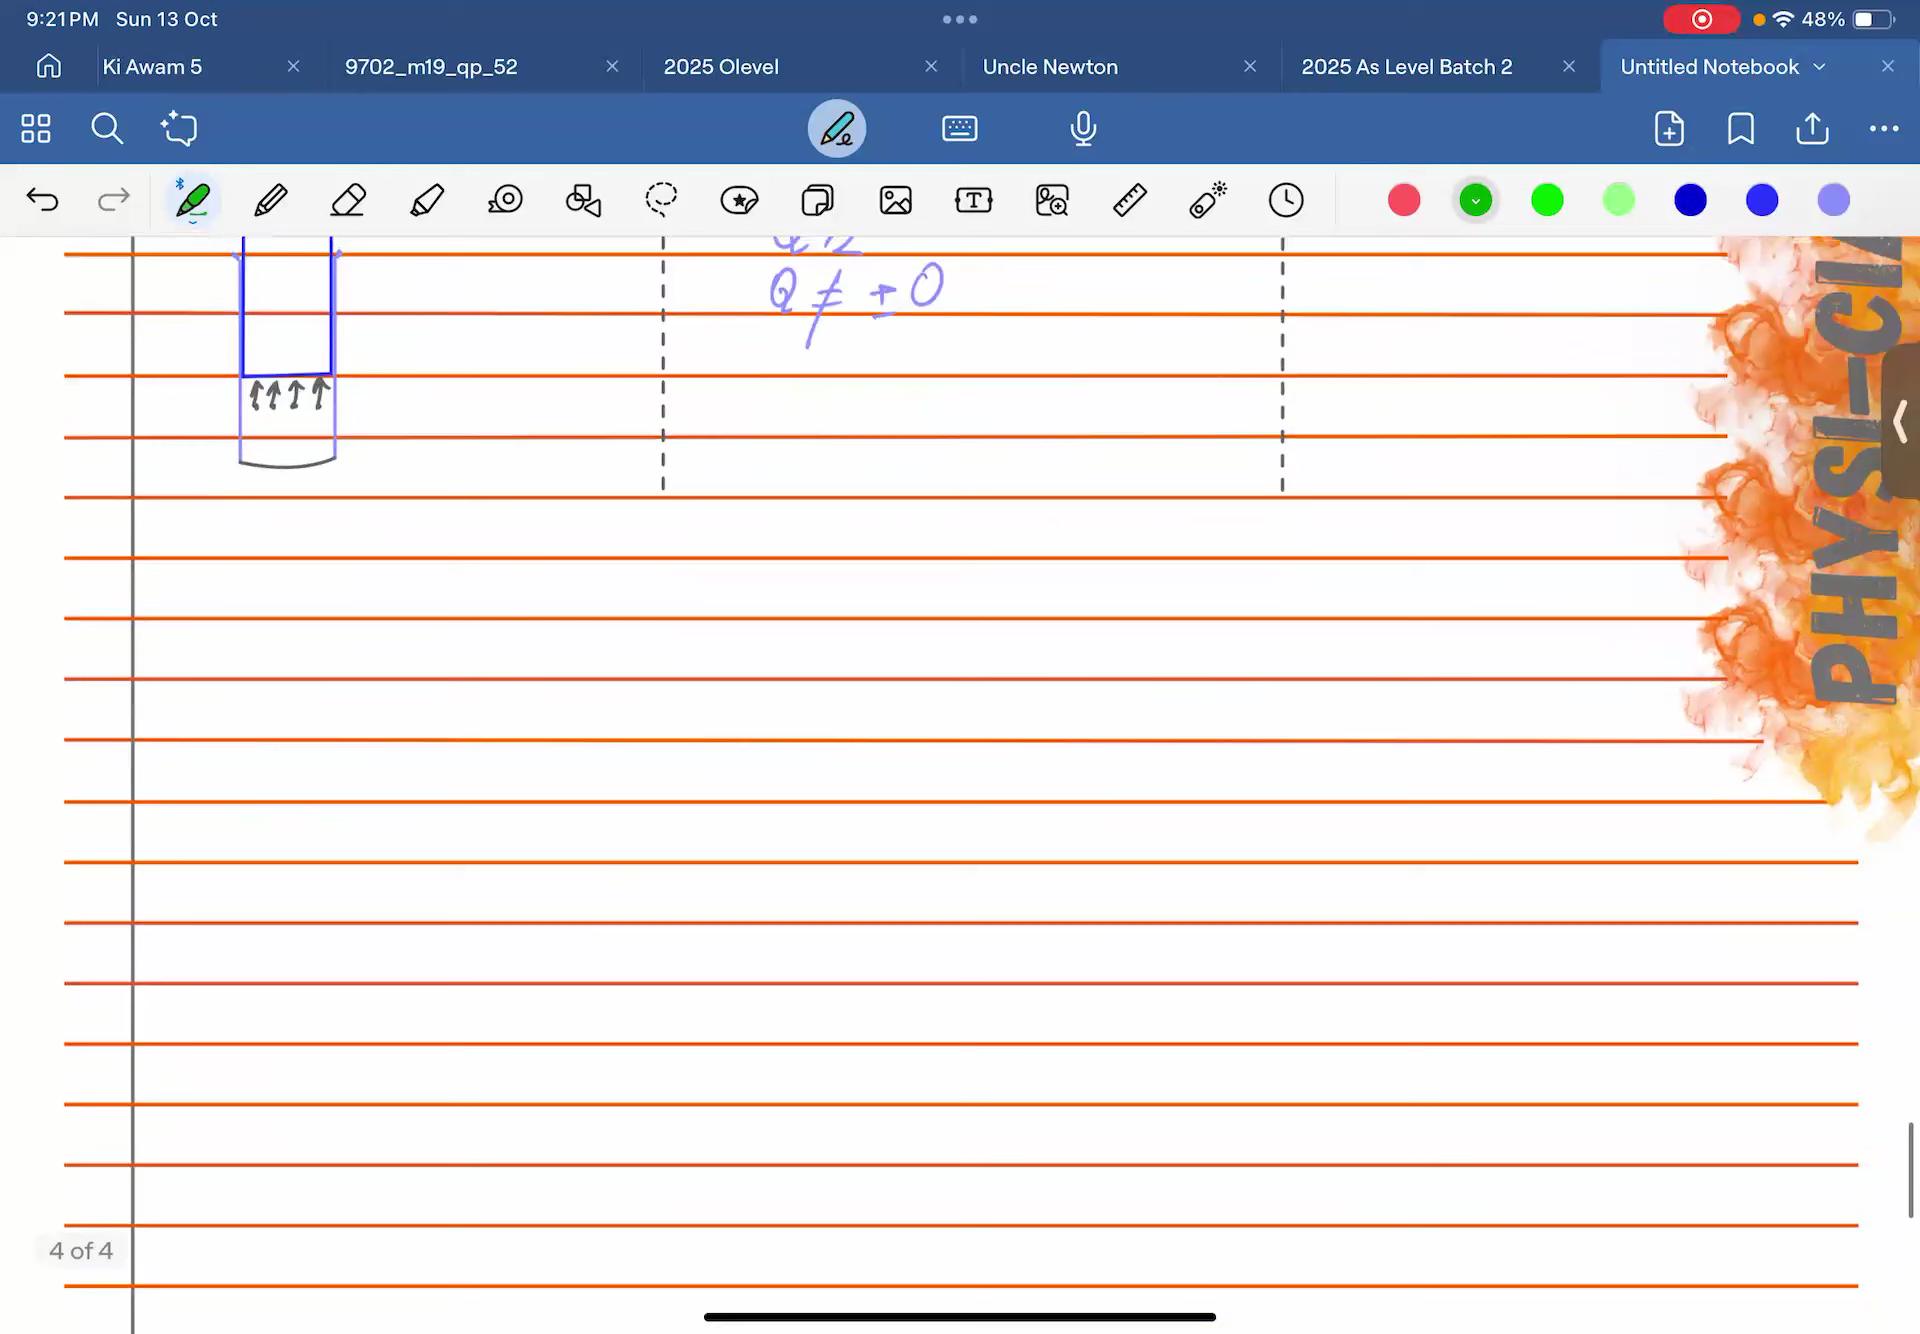 9:21 PM Sun 13 Oct
48%
Ki Awam 5
9702_m19_qp_52
2025 Olevel
Uncle Newton
2025 As Level Batch 2
Untitled Notebook
Q ≠ ± 0
PHYSI-CL
4 of 4